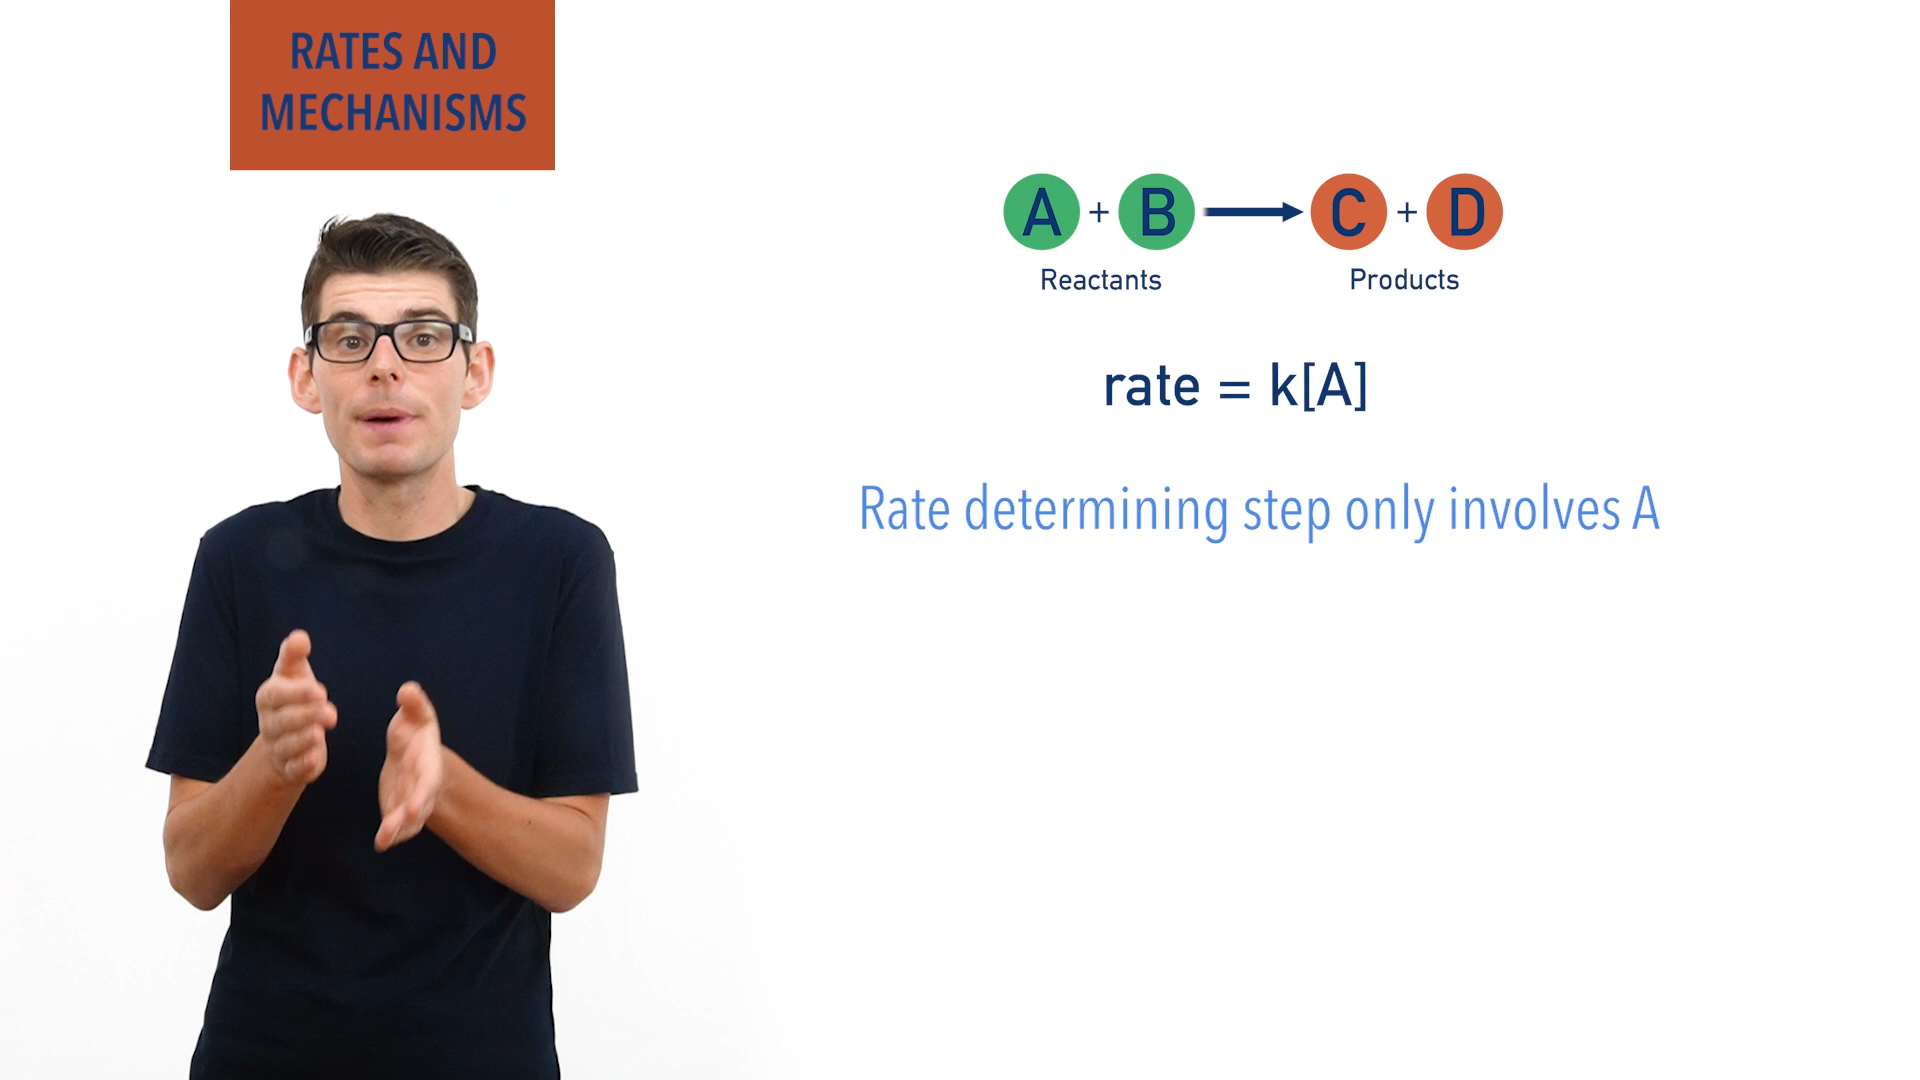 RATES AND
MECHANISMS
A + B → C + D
Reactants Products
rate = k[A]
Rate determining step only involves A